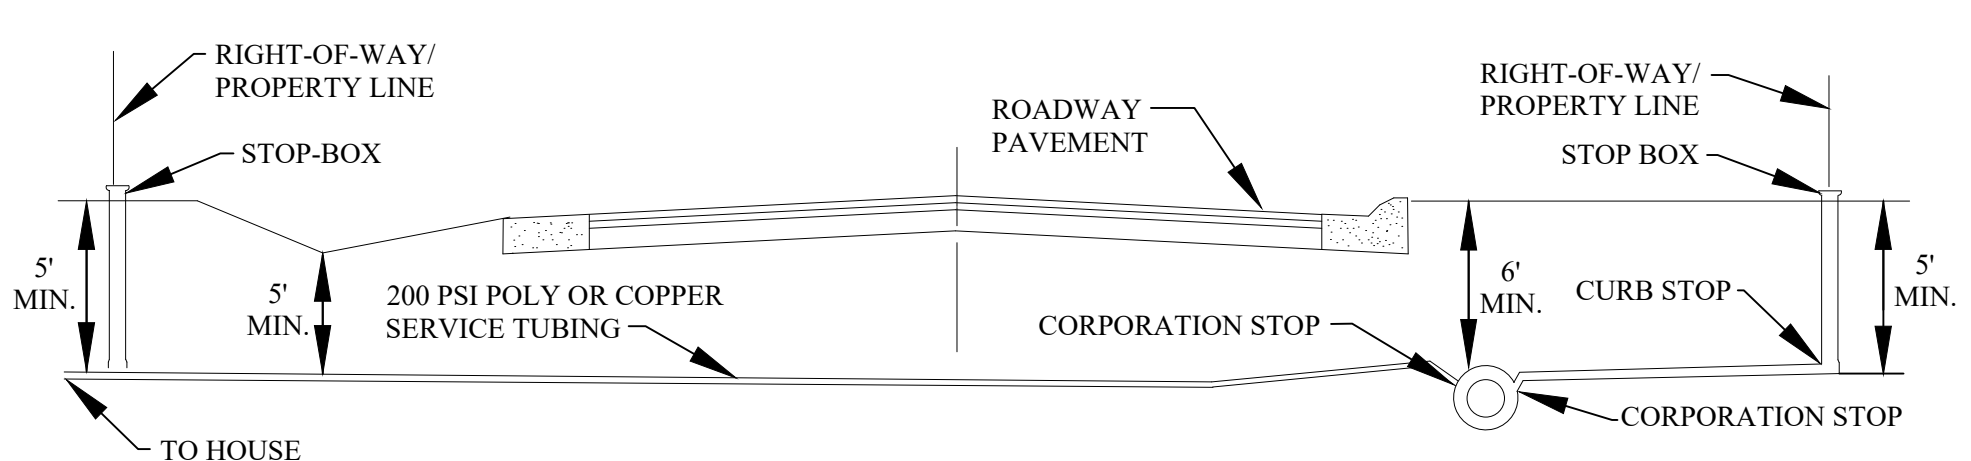 RIGHT-OF-WAY/
PROPERTY LINE
STOP-BOX
ROADWAY
PAVEMENT
RIGHT-OF-WAY/
PROPERTY LINE
STOP BOX
5'
MIN.
5'
MIN.
200 PSI POLY OR COPPER
SERVICE TUBING
CORPORATION STOP
6'
MIN.
CURB STOP
5'
MIN.
TO HOUSE
CORPORATION STOP